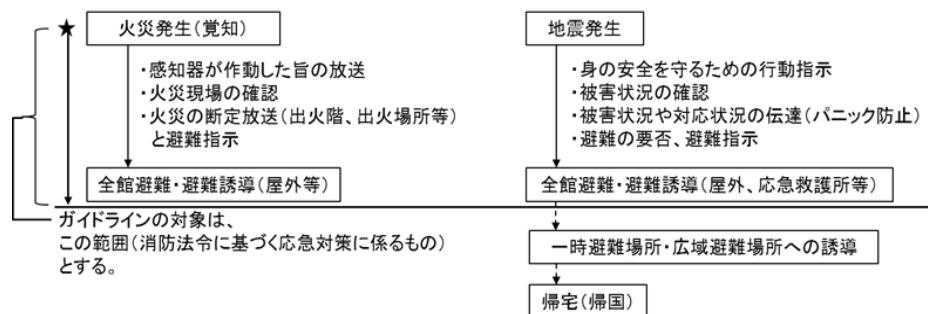 ★
火災発生(覚知)
・感知器が作動した旨の放送
・火災現場の確認
・火災の断定放送(出火階、出火場所等)
と避難指示
全館避難・避難誘導(屋外等)
ガイドラインの対象は、
この範囲(消防法令に基づく応急対策に係るもの)
とする。
地震発生
・身の安全を守るための行動指示
・被害状況の確認
・被害状況や対応状況の伝達(パニック防止)
・避難の要否、避難指示
全館避難・避難誘導(屋外、応急救護所等)
一時避難場所・広域避難場所への誘導
帰宅(帰国)